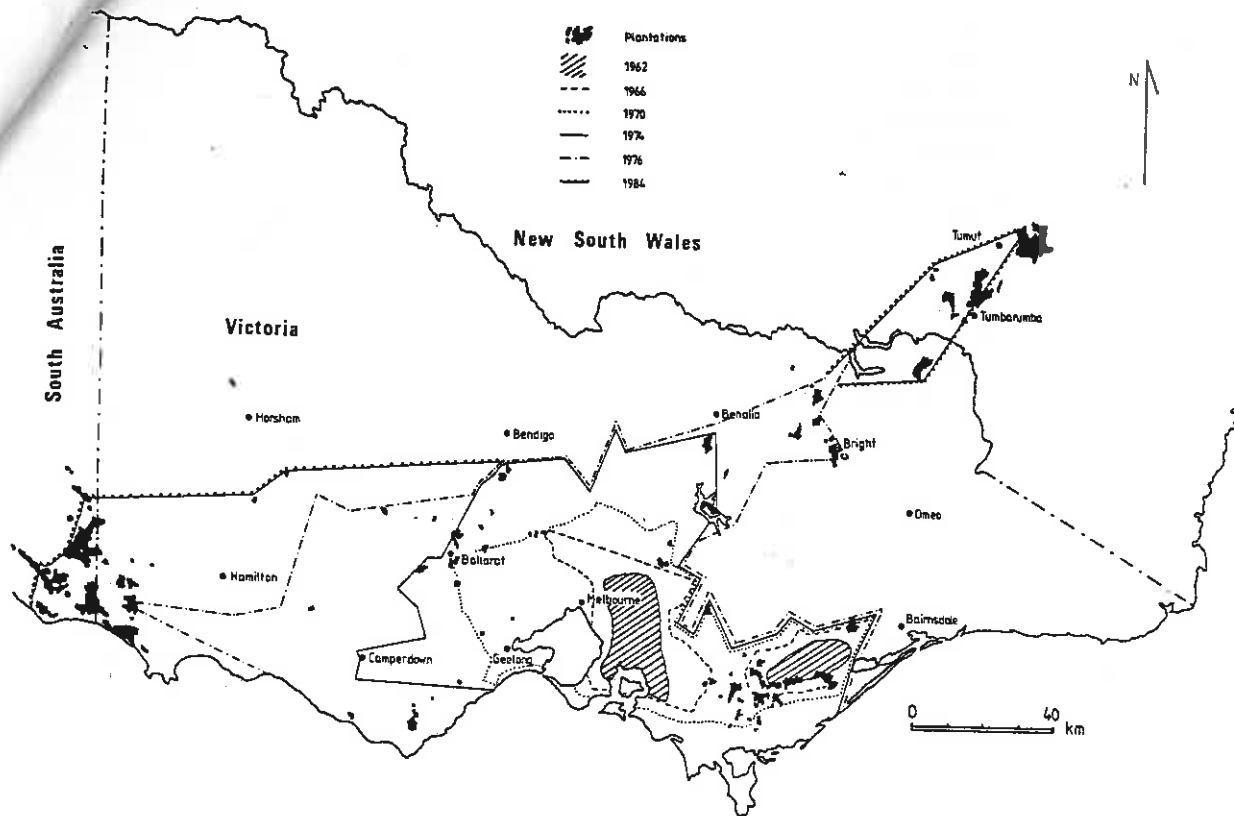 Plantations
1962
1966
1970
1974
1976
1984
N
New South Wales
South Australia
Victoria
Tumut
Tumbarumba
Horsham
Bendigo
Benalla
Bright
Omeo
Hamilton
Ballarat
Melbourne
Bairnsdale
Camperdown
Geelong
0 40
km